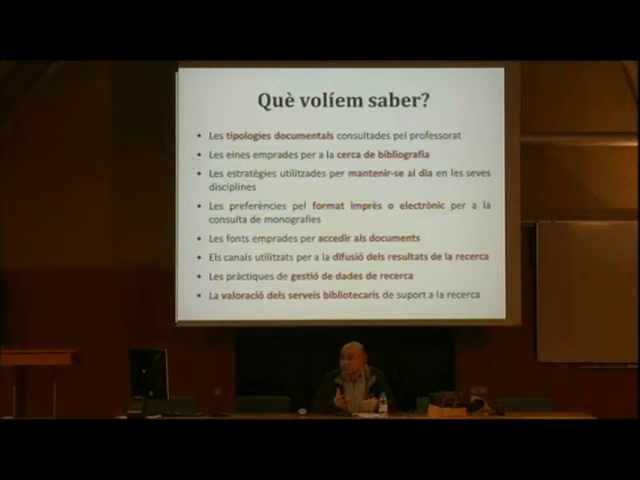 Què volíem saber?
• Les tipologies documentals consultades pel professorat
• Les eines emprades per a la cerca de bibliografia
• Les estratègies utilitzades per mantenir-se al dia en les seves
disciplines
• Les preferències pel format imprès o electrònic per a la
consulta de monografies
• Les fonts emprades per accedir als documents
• Els canals utilitzats per a la difusió dels resultats de la recerca
• Les pràctiques de gestió de dades de recerca
• La valoració dels serveis bibliotecaris de suport a la recerca